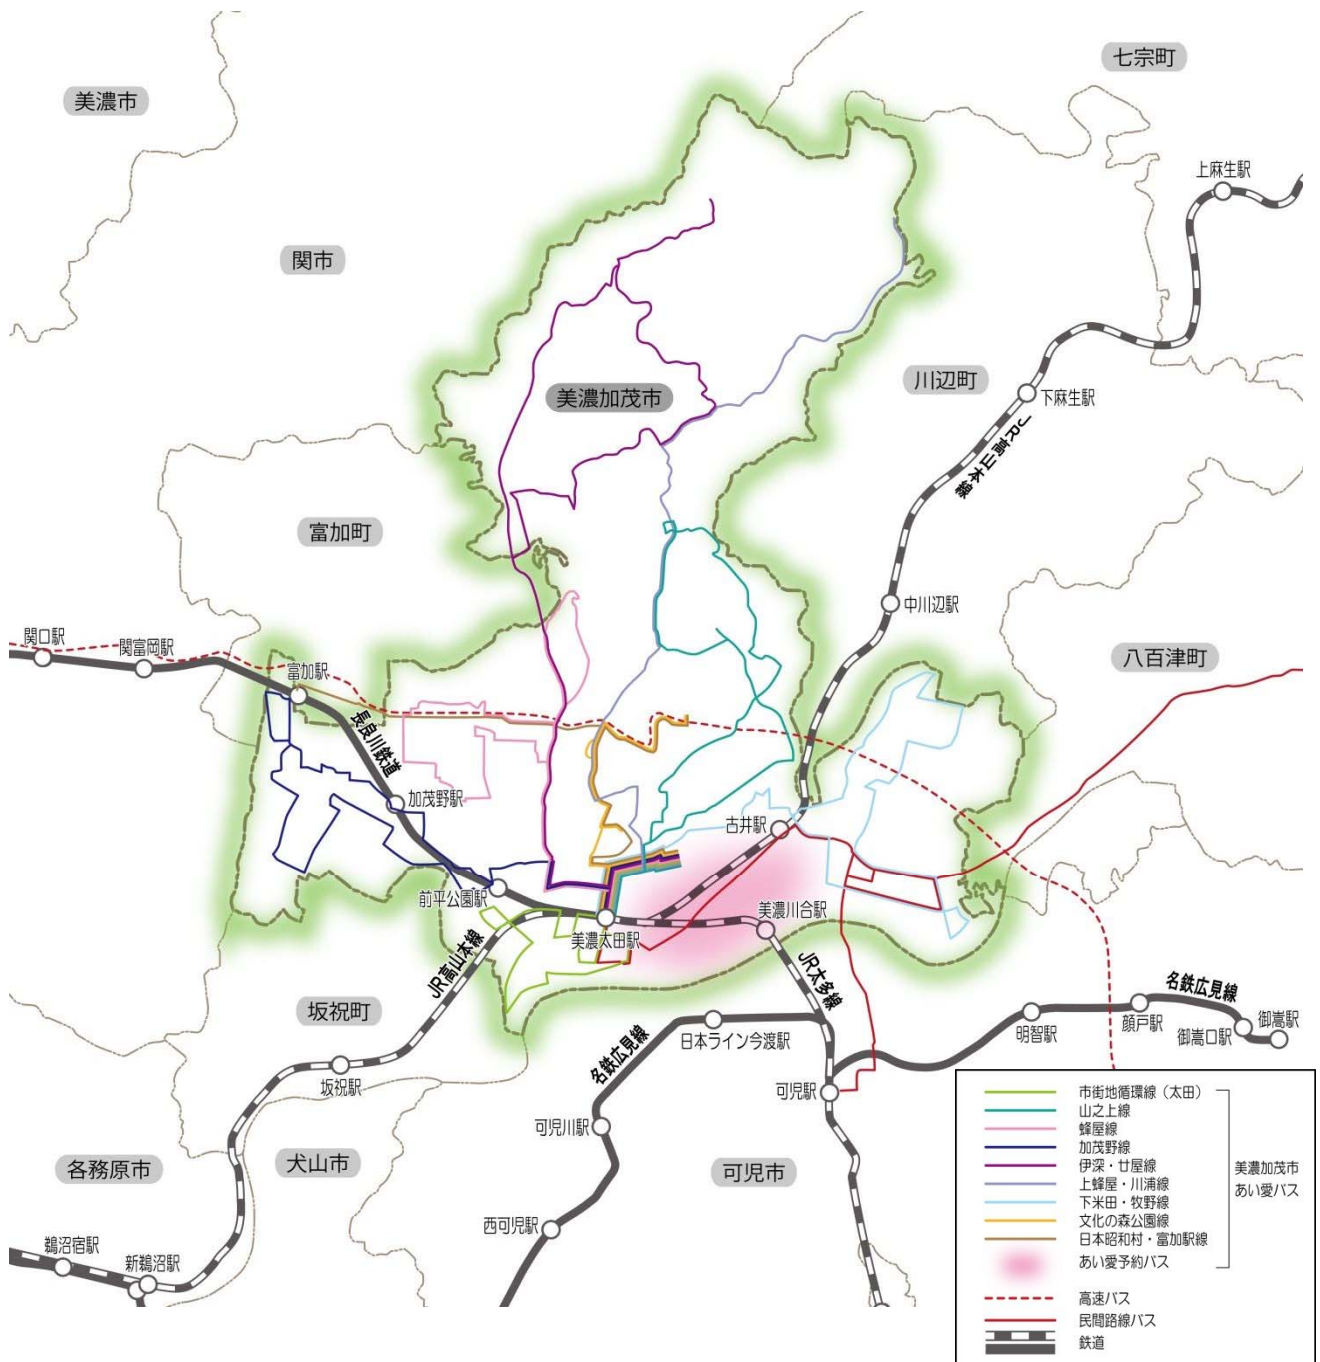 七宗町
美濃市
上麻生駅
関市
川辺町
美濃加茂市
下麻生駅
JR高山本線
富加町
中川辺駅
関口駅
関富岡駅
富加駅
八百津町
長良川鉄道
加茂野駅
古井駅
前平公園駅
美濃太田駅
美濃川合駅
JR高山本線
JR太多線
坂祝町
名鉄広見線
日本ライン今渡駅
明智駅
顔戸駅
名鉄広見線
御嵩口駅
御嵩駅
坂祝駅
可児駅
可児川駅
各務原市
犬山市
可児市
西可児駅
鵜沼宿駅
新鵜沼駅
市街地循環線（太田）
山之上線
蜂屋線
加茂野線
伊深・廿屋線
上蜂屋・川浦線
下米田・牧野線
文化の森公園線
日本昭和村・富加駅線
あい愛予約バス
美濃加茂市
あい愛バス
高速バス
民間路線バス
鉄道